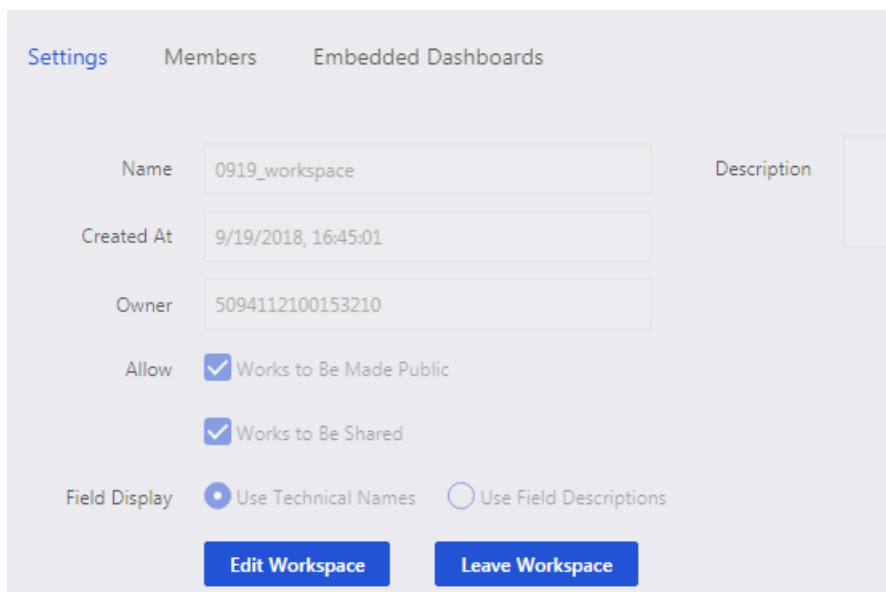 Settings Members Embedded Dashboards
Name 0919_workspace Description
Created At 9/19/2018, 16:45:01
Owner 5094112100153210
Allow Works to Be Made Public
Works to Be Shared
Field Display Use Technical Names Use Field Descriptions
Edit Workspace Leave Workspace